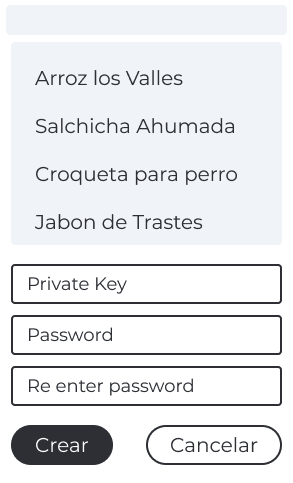 Arroz los Valles
Salchicha Ahumada
Croqueta para perro
Jabon de Trastes
Private Key
Password
Re enter password
Crear
Cancelar